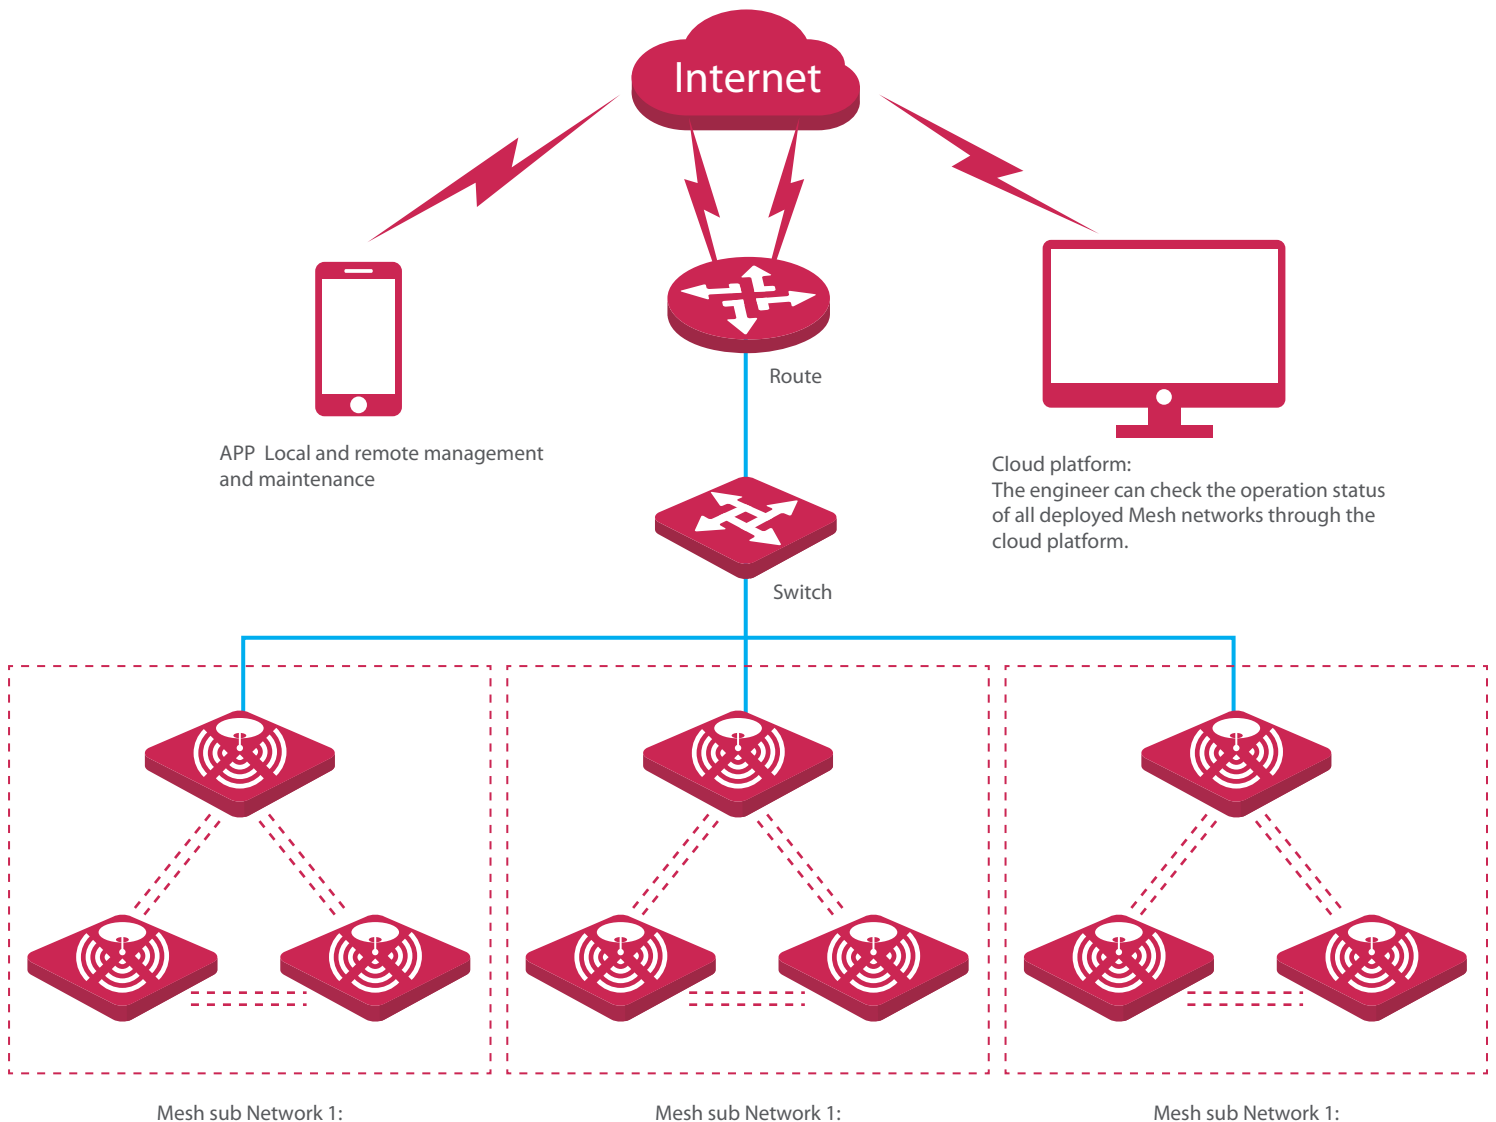 Internet
Route
APP Local and remote management
and maintenance
Cloud platform:
The engineer can check the operation status
of all deployed Mesh networks through the
cloud platform.
Switch
Mesh sub Network 1:
Mesh sub Network 1:
Mesh sub Network 1: